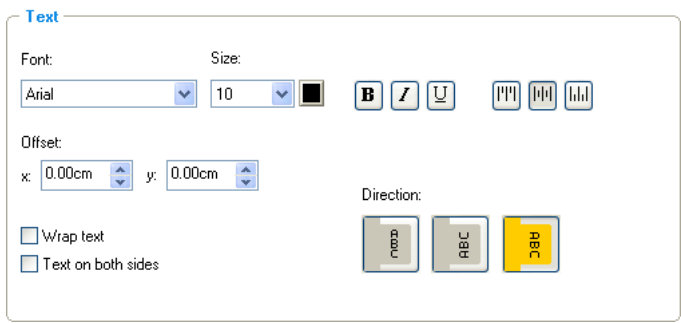 Text
Font:
Size:
Arial
10
B I U
Offset:
x: 0.00cm y: 0.00cm
Direction:
Wrap text
Text on both sides
ABC
ABC
ABC